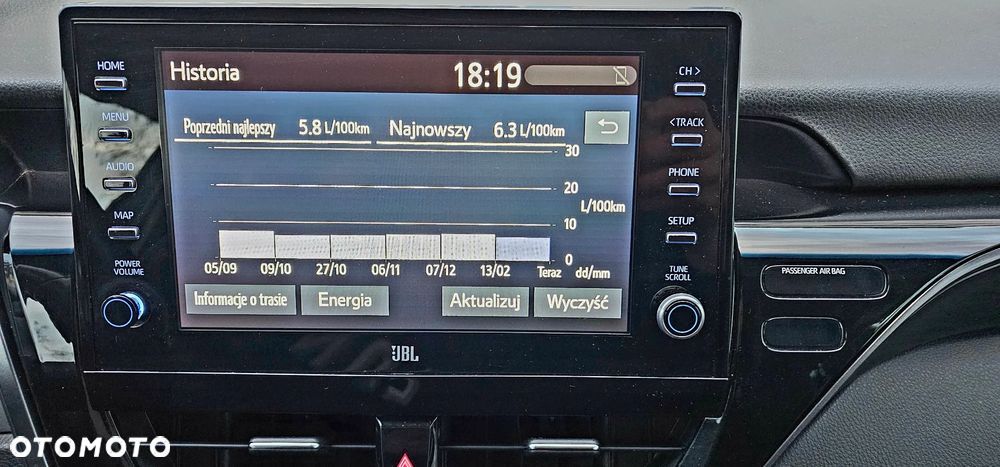 HOME
MENU
AUDIO
MAP
POWER
VOLUME
Historia 18:19
Poprzedni najlepszy 5.8 L/100km Najnowszy 6.3 L/100km
30
20
L/100km
10
0
05/09 09/10 27/10 06/11 07/12 13/02 Teraz dd/mm
Informacje o trasie Energia Aktualizuj Wyczyść
CH >
< TRACK
PHONE
SETUP
TUNE
SCROLL
JBL
PASSENGER AIR BAG
OTOMOTO